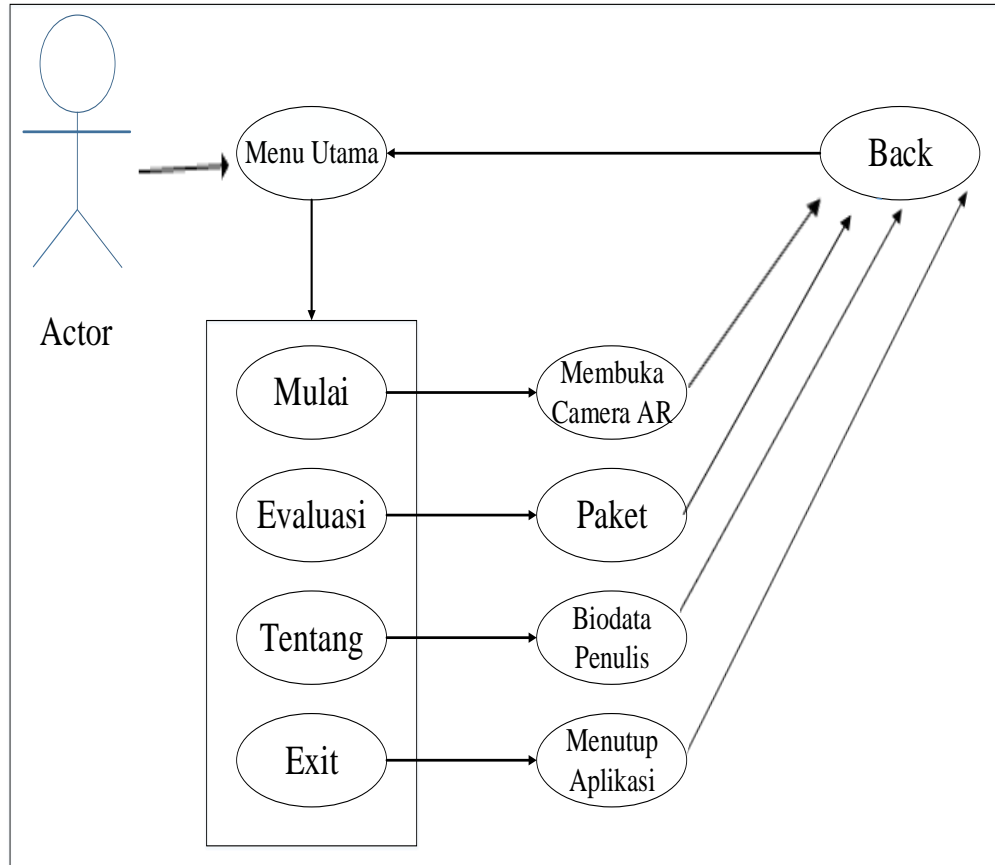 Menu Utama
Back
Actor
Mulai
Membuka
Camera AR
Evaluasi
Paket
Tentang
Biodata
Penulis
Exit
Menutup
Aplikasi